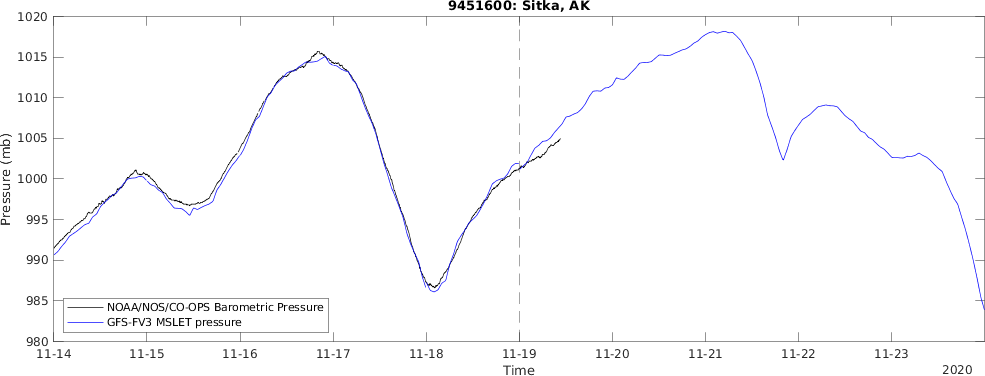 9451600: Sitka, AK
Pressure (mb)
1020
1015
1010
1005
1000
995
990
985
980
NOAA/NOS/CO-OPS Barometric Pressure
GFS-FV3 MSLET pressure
11-14 11-15 11-16 11-17 11-18 11-19 11-20 11-21 11-22 11-23
Time
2020